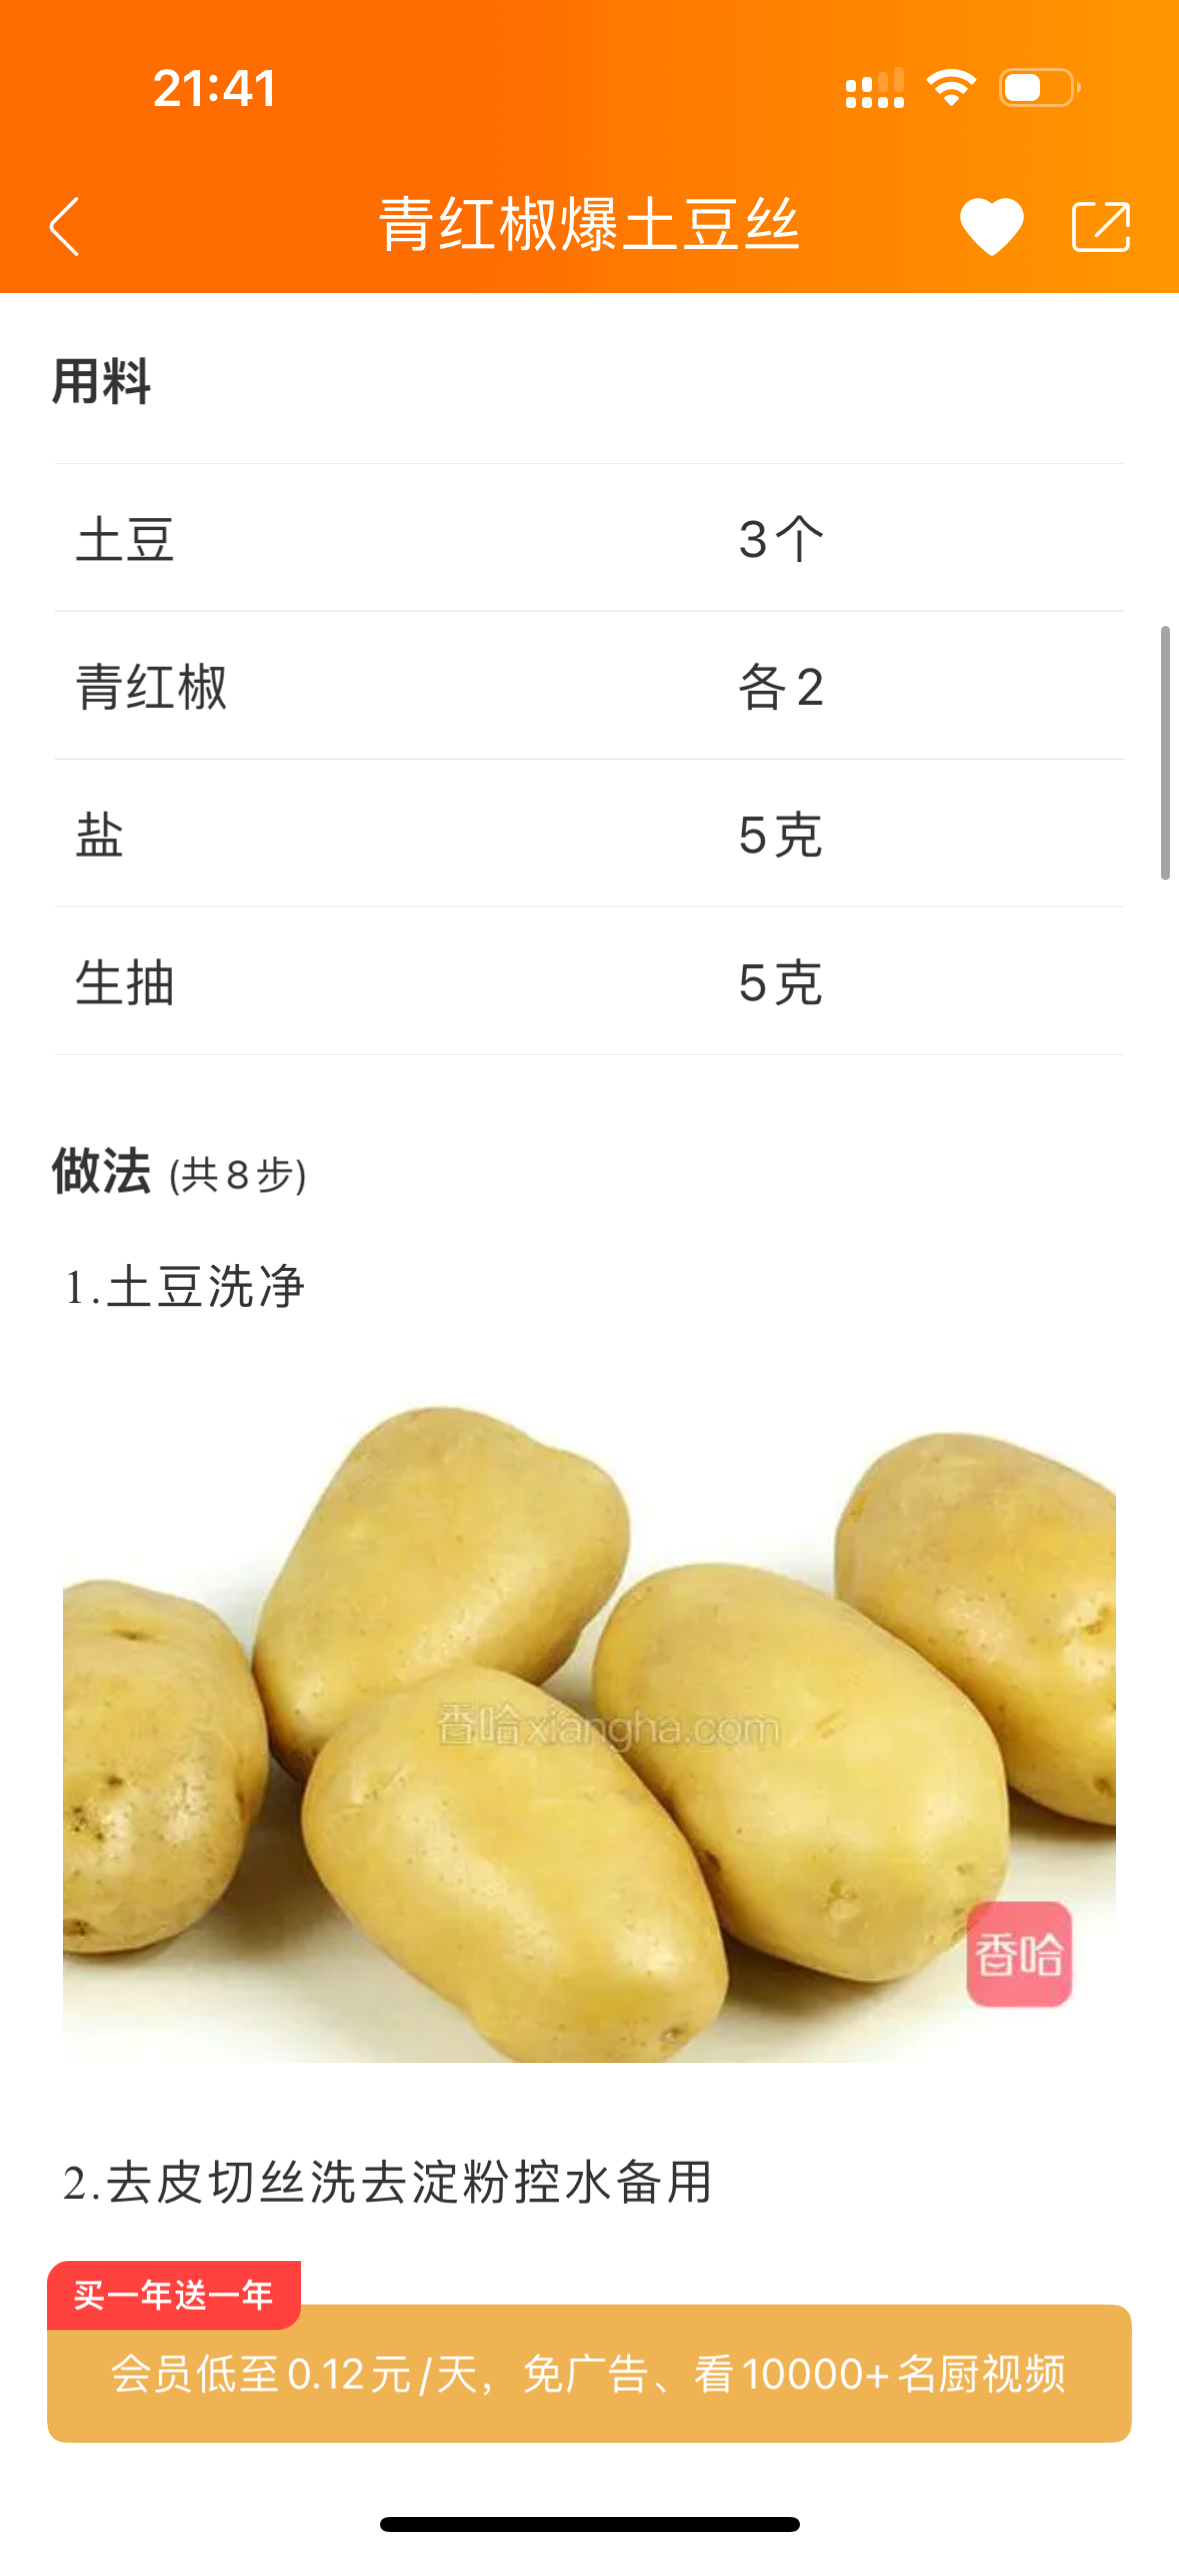 21:41
青红椒爆土豆丝
用料
土豆 3个
青红椒 各2
盐 5克
生抽 5克
做法 (共8步)
1.土豆洗净
香哈xiangha.com
香哈
2.去皮切丝洗去淀粉控水备用
买一年送一年
会员低至0.12元/天，免广告、看10000+名厨视频